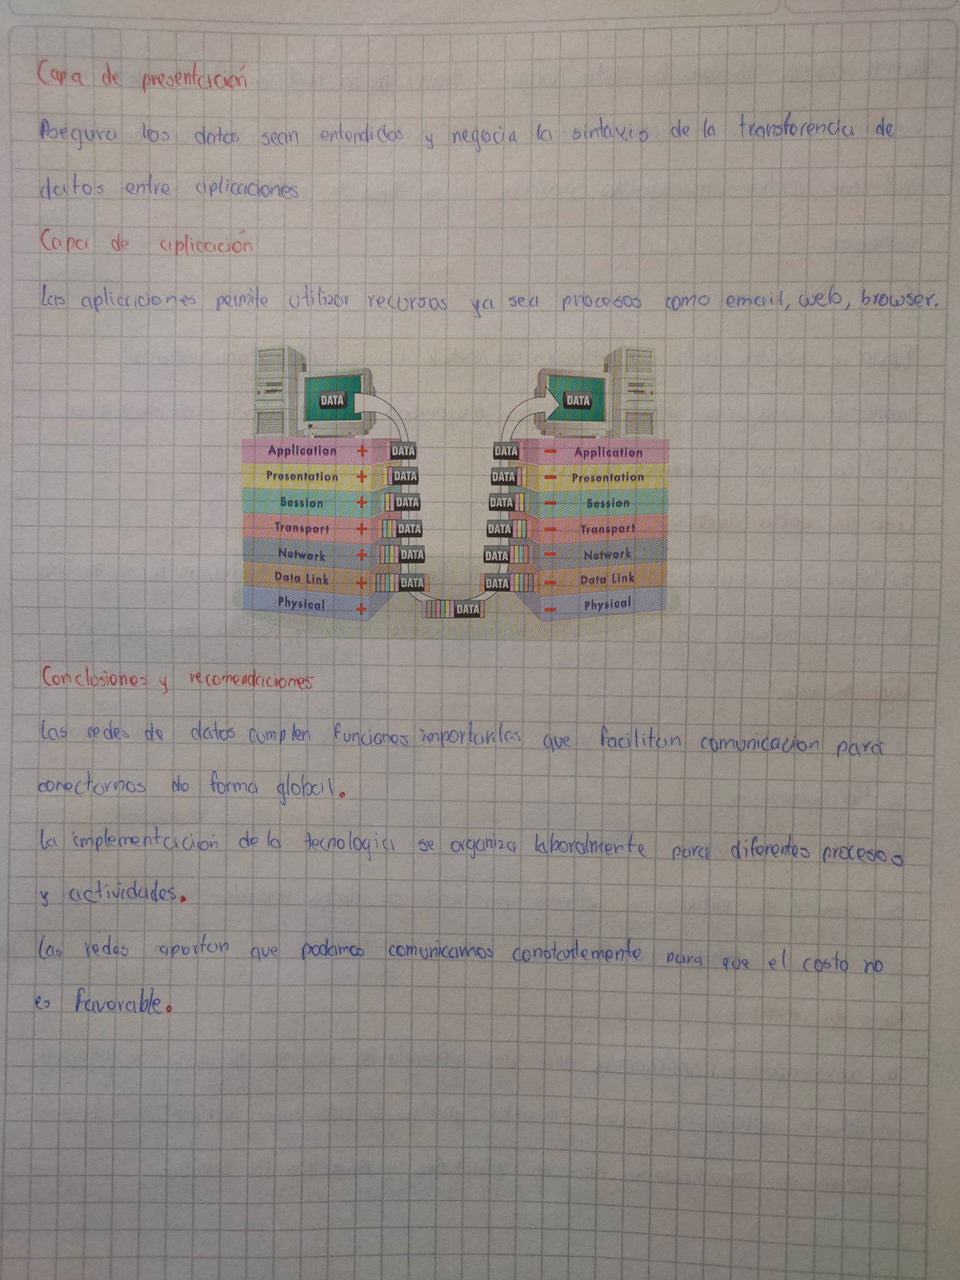 Capa de presentación
Asegura los datos sean entendidos y negocia la sintaxis de la transferencia de
datos entre aplicaciones
Capa de aplicación
Las aplicaciones permite utilizar recursos ya sea procesos como email, web, browser.
DATA DATA
Application + DATA DATA - Application
Presentation + DATA DATA - Presentation
Session + DATA DATA - Session
Transport + DATA DATA - Transport
Network + DATA DATA - Network
Data Link + DATA DATA - Data Link
Physical + DATA - Physical
Conclusiones y recomendaciones
Las redes de datos cumplen funciones importantes que facilitan comunicacion para
conectarnos de forma global.
La implementación de la tecnologia se organiza laboralmente para diferentes procesos
y actividades.
Las redes aportan que podamos comunicarnos constantemente para que el costo no
es favorable.